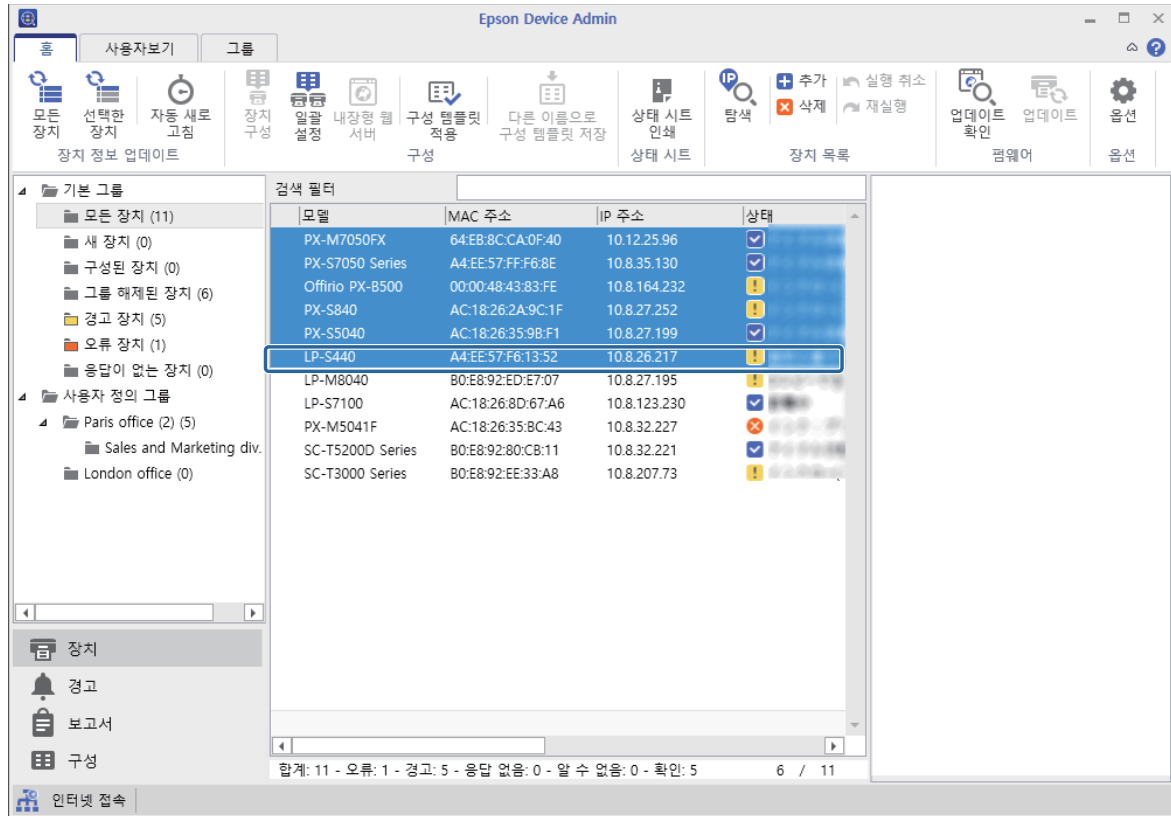 Epson Device Admin
홈 사용자보기 그룹
모든 장치 선택한 장치 자동 새로 고침 장치 구성 일괄 설정 내장형 웹 서버 구성 템플릿 적용 다른 이름으로 구성 템플릿 저장 상태 시트 인쇄 IP 탐색 추가 삭제 실행 취소 재실행 업데이트 확인 업데이트 옵션
장치 정보 업데이트 구성 상태 시트 장치 목록 펌웨어 옵션
기본 그룹
모든 장치 (11)
새 장치 (0)
구성된 장치 (0)
그룹 해제된 장치 (6)
경고 장치 (5)
오류 장치 (1)
응답이 없는 장치 (0)
사용자 정의 그룹
Paris office (2) (5)
Sales and Marketing div.
London office (0)
장치
경고
보고서
구성
검색 필터
모델 MAC 주소 IP 주소 상태
PX-M7050FX 64:EB:8C:CA:0F:40 10.12.25.96
PX-S7050 Series A4:EE:57:FF:F6:8E 10.8.35.130
Offirio PX-B500 00:00:48:43:83:FE 10.8.164.232
PX-S840 AC:18:26:2A:9C:1F 10.8.27.252
PX-S5040 AC:18:26:35:9B:F1 10.8.27.199
LP-S440 A4:EE:57:F6:13:52 10.8.26.217
LP-M8040 B0:E8:92:ED:E7:07 10.8.27.195
LP-S7100 AC:18:26:8D:67:A6 10.8.123.230
PX-M5041F AC:18:26:35:BC:43 10.8.32.227
SC-T5200D Series B0:E8:92:80:CB:11 10.8.32.221
SC-T3000 Series B0:E8:92:EE:33:A8 10.8.207.73
합계: 11 - 오류: 1 - 경고: 5 - 응답 없음: 0 - 알 수 없음: 0 - 확인: 5 6 / 11
인터넷 접속